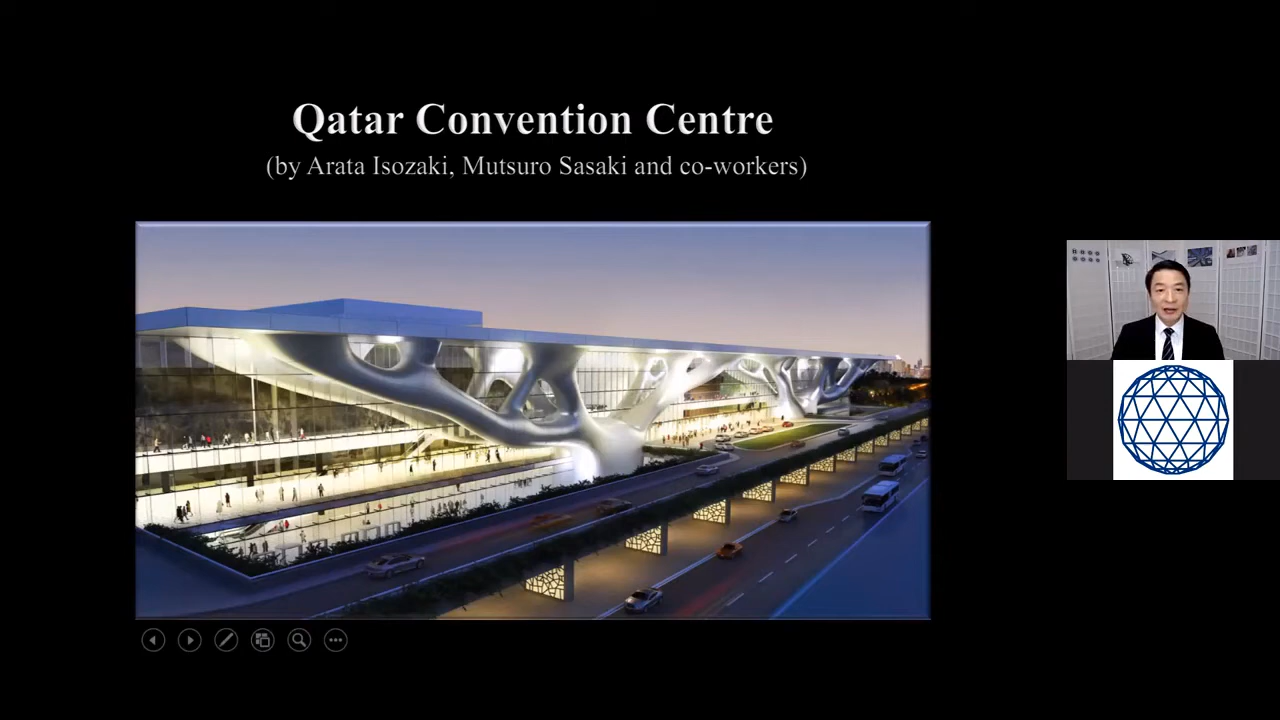 Qatar Convention Centre
(by Arata Isozaki, Mutsuro Sasaki and co-workers)